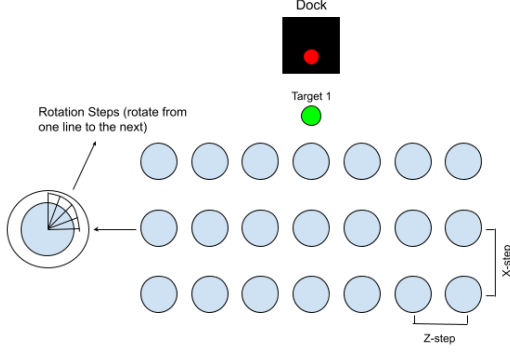 Dock
Target 1
Rotation Steps (rotate from
one line to the next)
X-step
Z-step